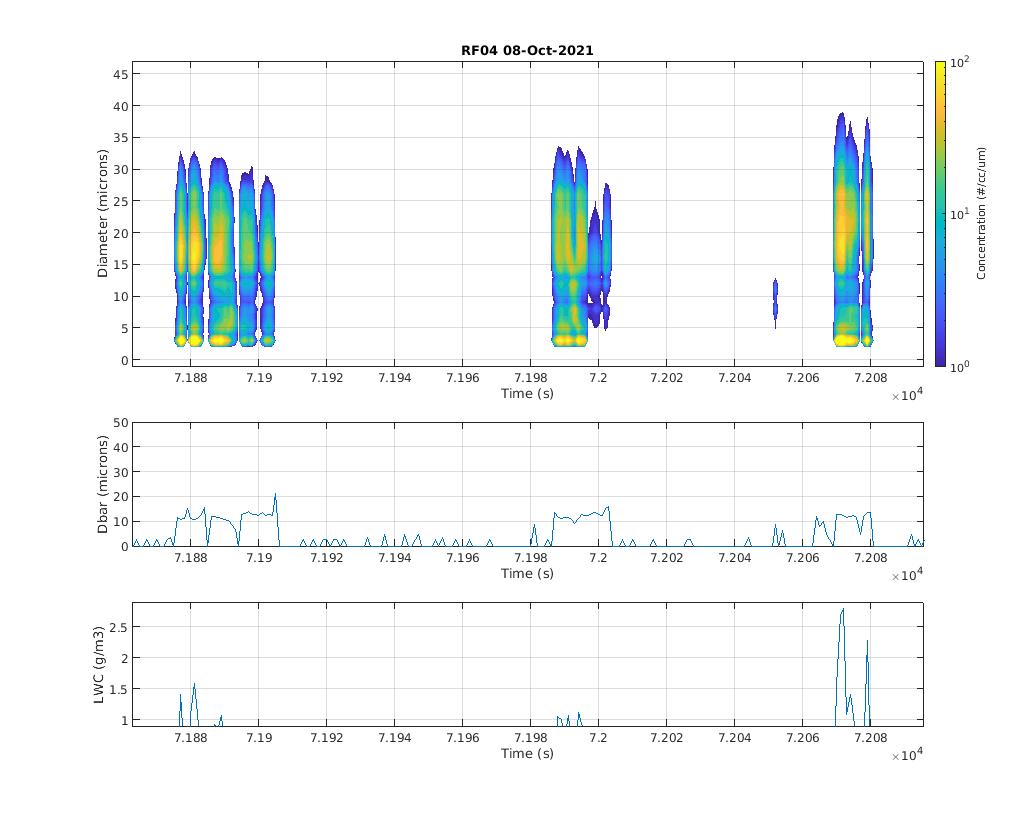 RF04 08-Oct-2021
Diameter (microns)
45
40
35
30
25
20
15
10
5
0
7.188 7.19 7.192 7.194 7.196 7.198 7.2 7.202 7.204 7.206 7.208
Time (s)
×10^4
10^2
10^1
10^0
Concentration (#/cc/um)
Dbar (microns)
50
40
30
20
10
0
7.188 7.19 7.192 7.194 7.196 7.198 7.2 7.202 7.204 7.206 7.208
Time (s)
×10^4
LWC (g/m3)
2.5
2
1.5
1
7.188 7.19 7.192 7.194 7.196 7.198 7.2 7.202 7.204 7.206 7.208
Time (s)
×10^4